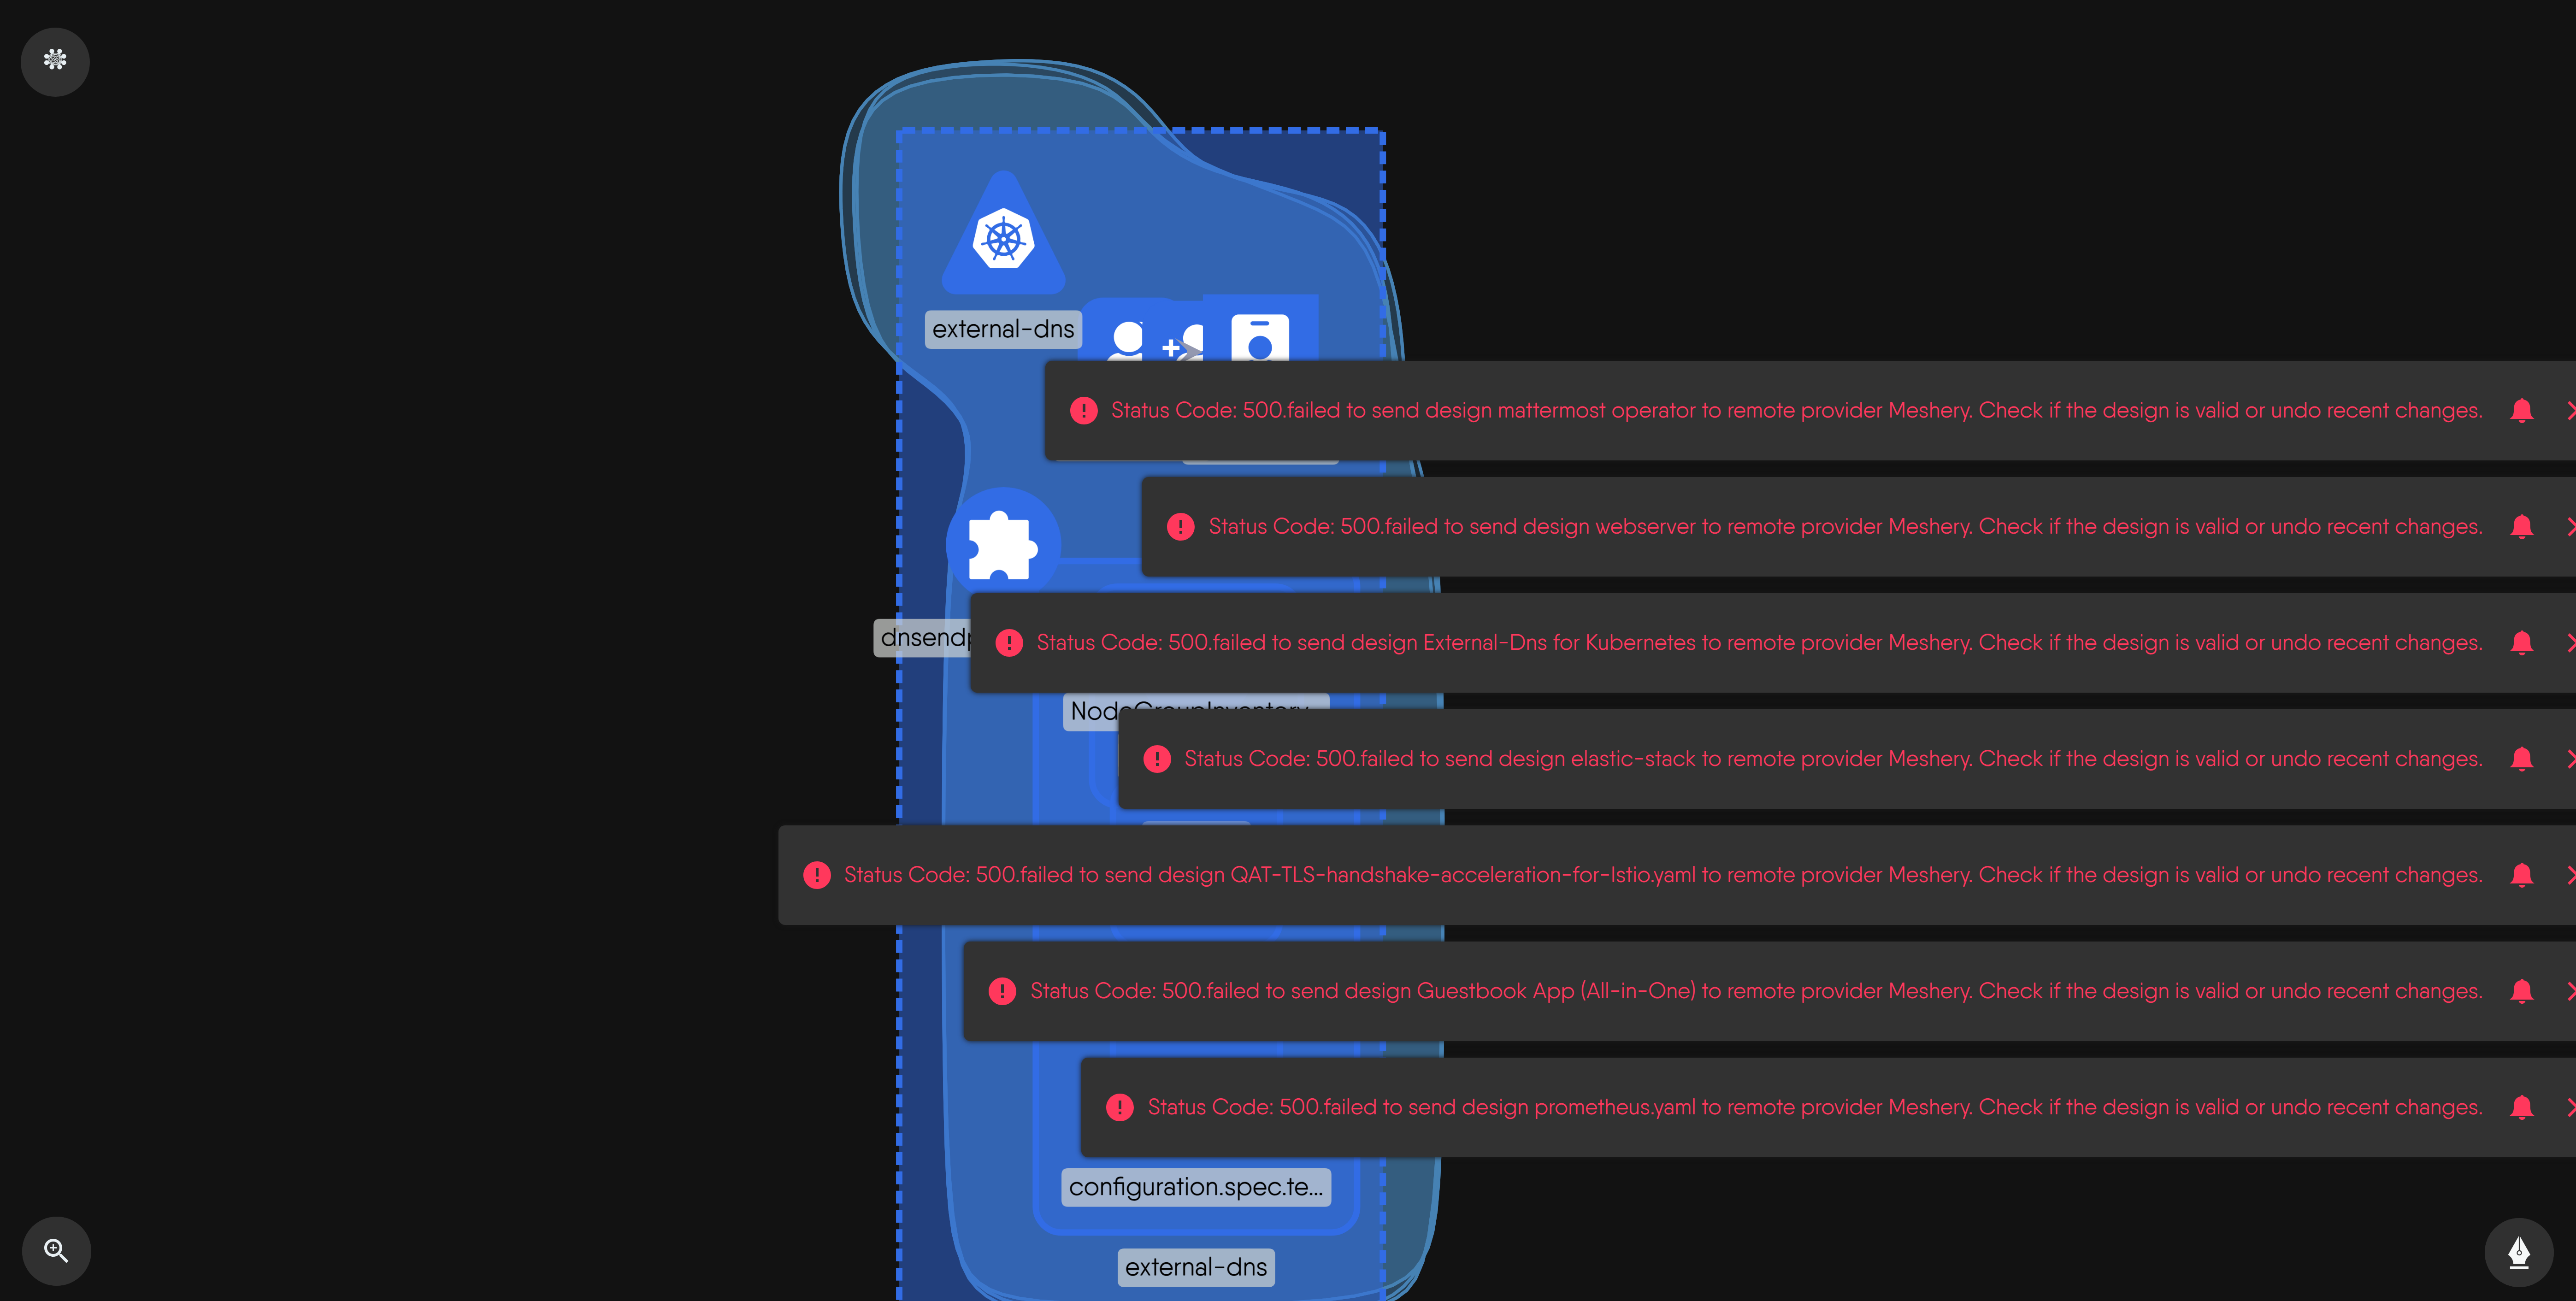 external-dns
Status Code: 500.failed to send design mattermost operator to remote provider Meshery. Check if the design is valid or undo recent changes.
Status Code: 500.failed to send design webserver to remote provider Meshery. Check if the design is valid or undo recent changes.
dnsendp
Status Code: 500.failed to send design External-Dns for Kubernetes to remote provider Meshery. Check if the design is valid or undo recent changes.
NodeGroupInventory
Status Code: 500.failed to send design elastic-stack to remote provider Meshery. Check if the design is valid or undo recent changes.
Status Code: 500.failed to send design QAT-TLS-handshake-acceleration-for-Istio.yaml to remote provider Meshery. Check if the design is valid or undo recent changes.
Status Code: 500.failed to send design Guestbook App (All-in-One) to remote provider Meshery. Check if the design is valid or undo recent changes.
Status Code: 500.failed to send design prometheus.yaml to remote provider Meshery. Check if the design is valid or undo recent changes.
configuration.spec.te...
external-dns